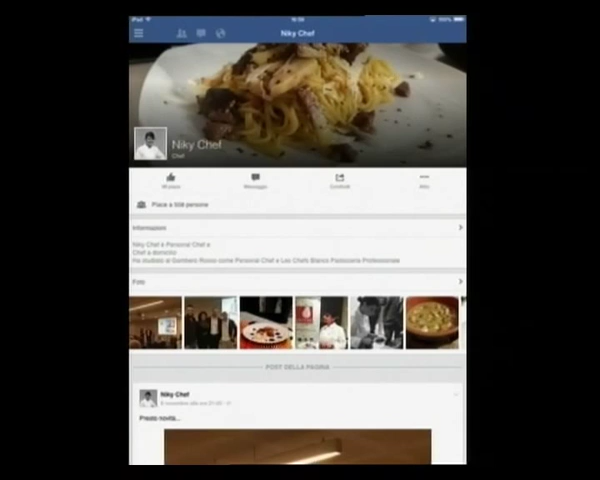 iPad
100%
Niky Chef
Niky Chef
Chef
Mi piace
Messaggio
Condividi
Altro
Piace a 558 persone
Informazioni
Niky Chef è Personal Chef e
Chef a domicilio
Ha studiato al Gambero Rosso come Personal Chef e Les Chefs Blancs Pasticceria Professionale
Foto
POST DELLA PAGINA
Niky Chef
Presto novità...